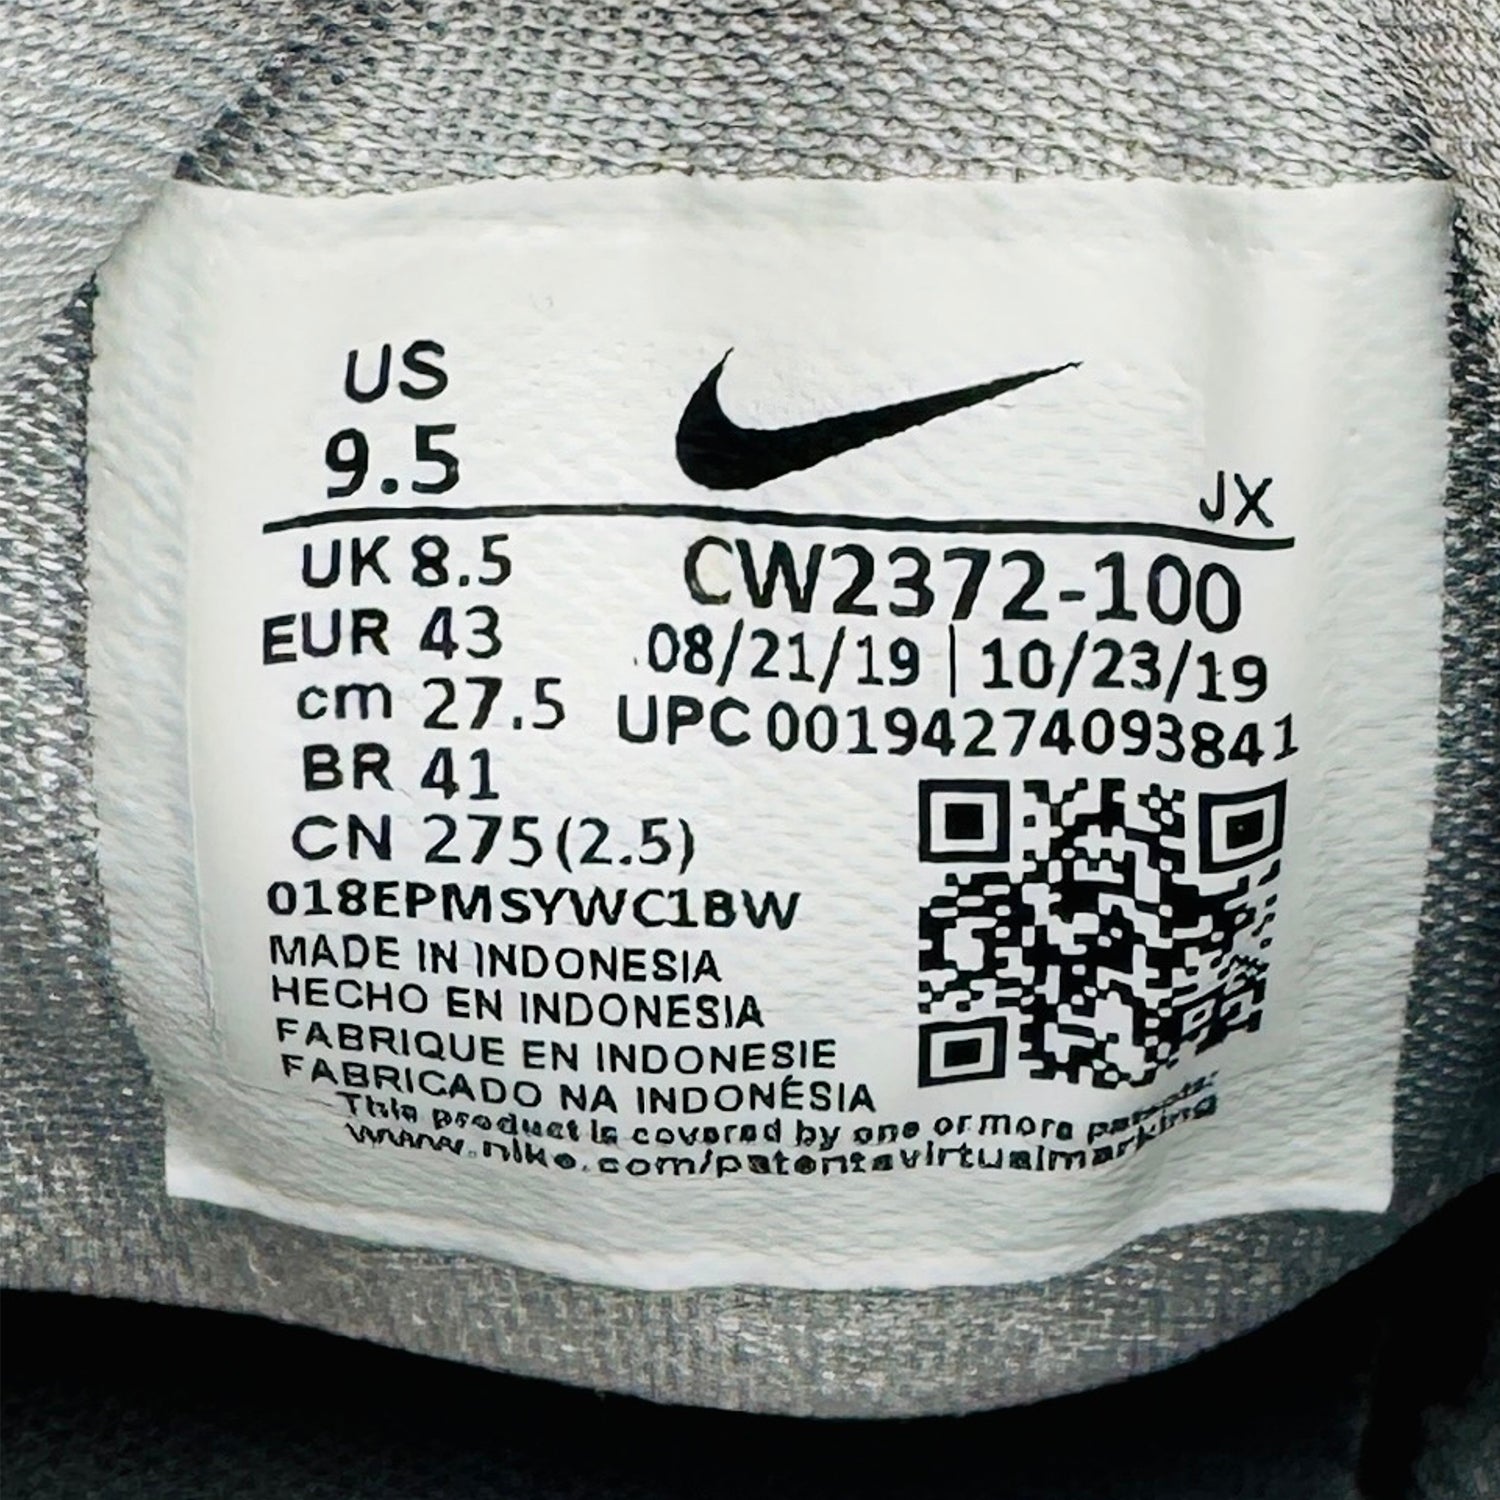 US
9.5
JX
UK 8.5
EUR 43
cm 27.5
BR 41
CN 275(2.5)
CW2372-100
08/21/19 | 10/23/19
UPC 00194274093841
018EPMSYWC1BW
MADE IN INDONESIA
HECHO EN INDONESIA
FABRIQUE EN INDONESIE
FABRICADO NA INDONÉSIA
This product is covered by one or more patents:
www.nike.com/patentsvirtualmarking